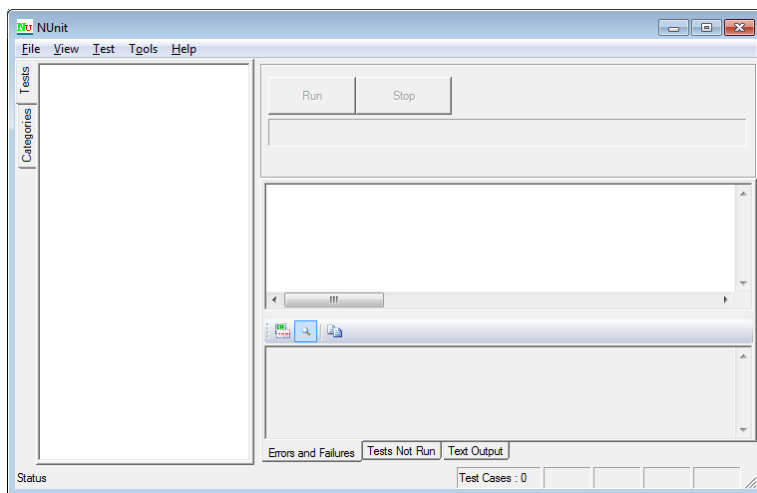 NU NUnit
File View Test Tools Help
Tests
Categories
Run Stop
Errors and Failures Tests Not Run Text Output
Status Test Cases : 0